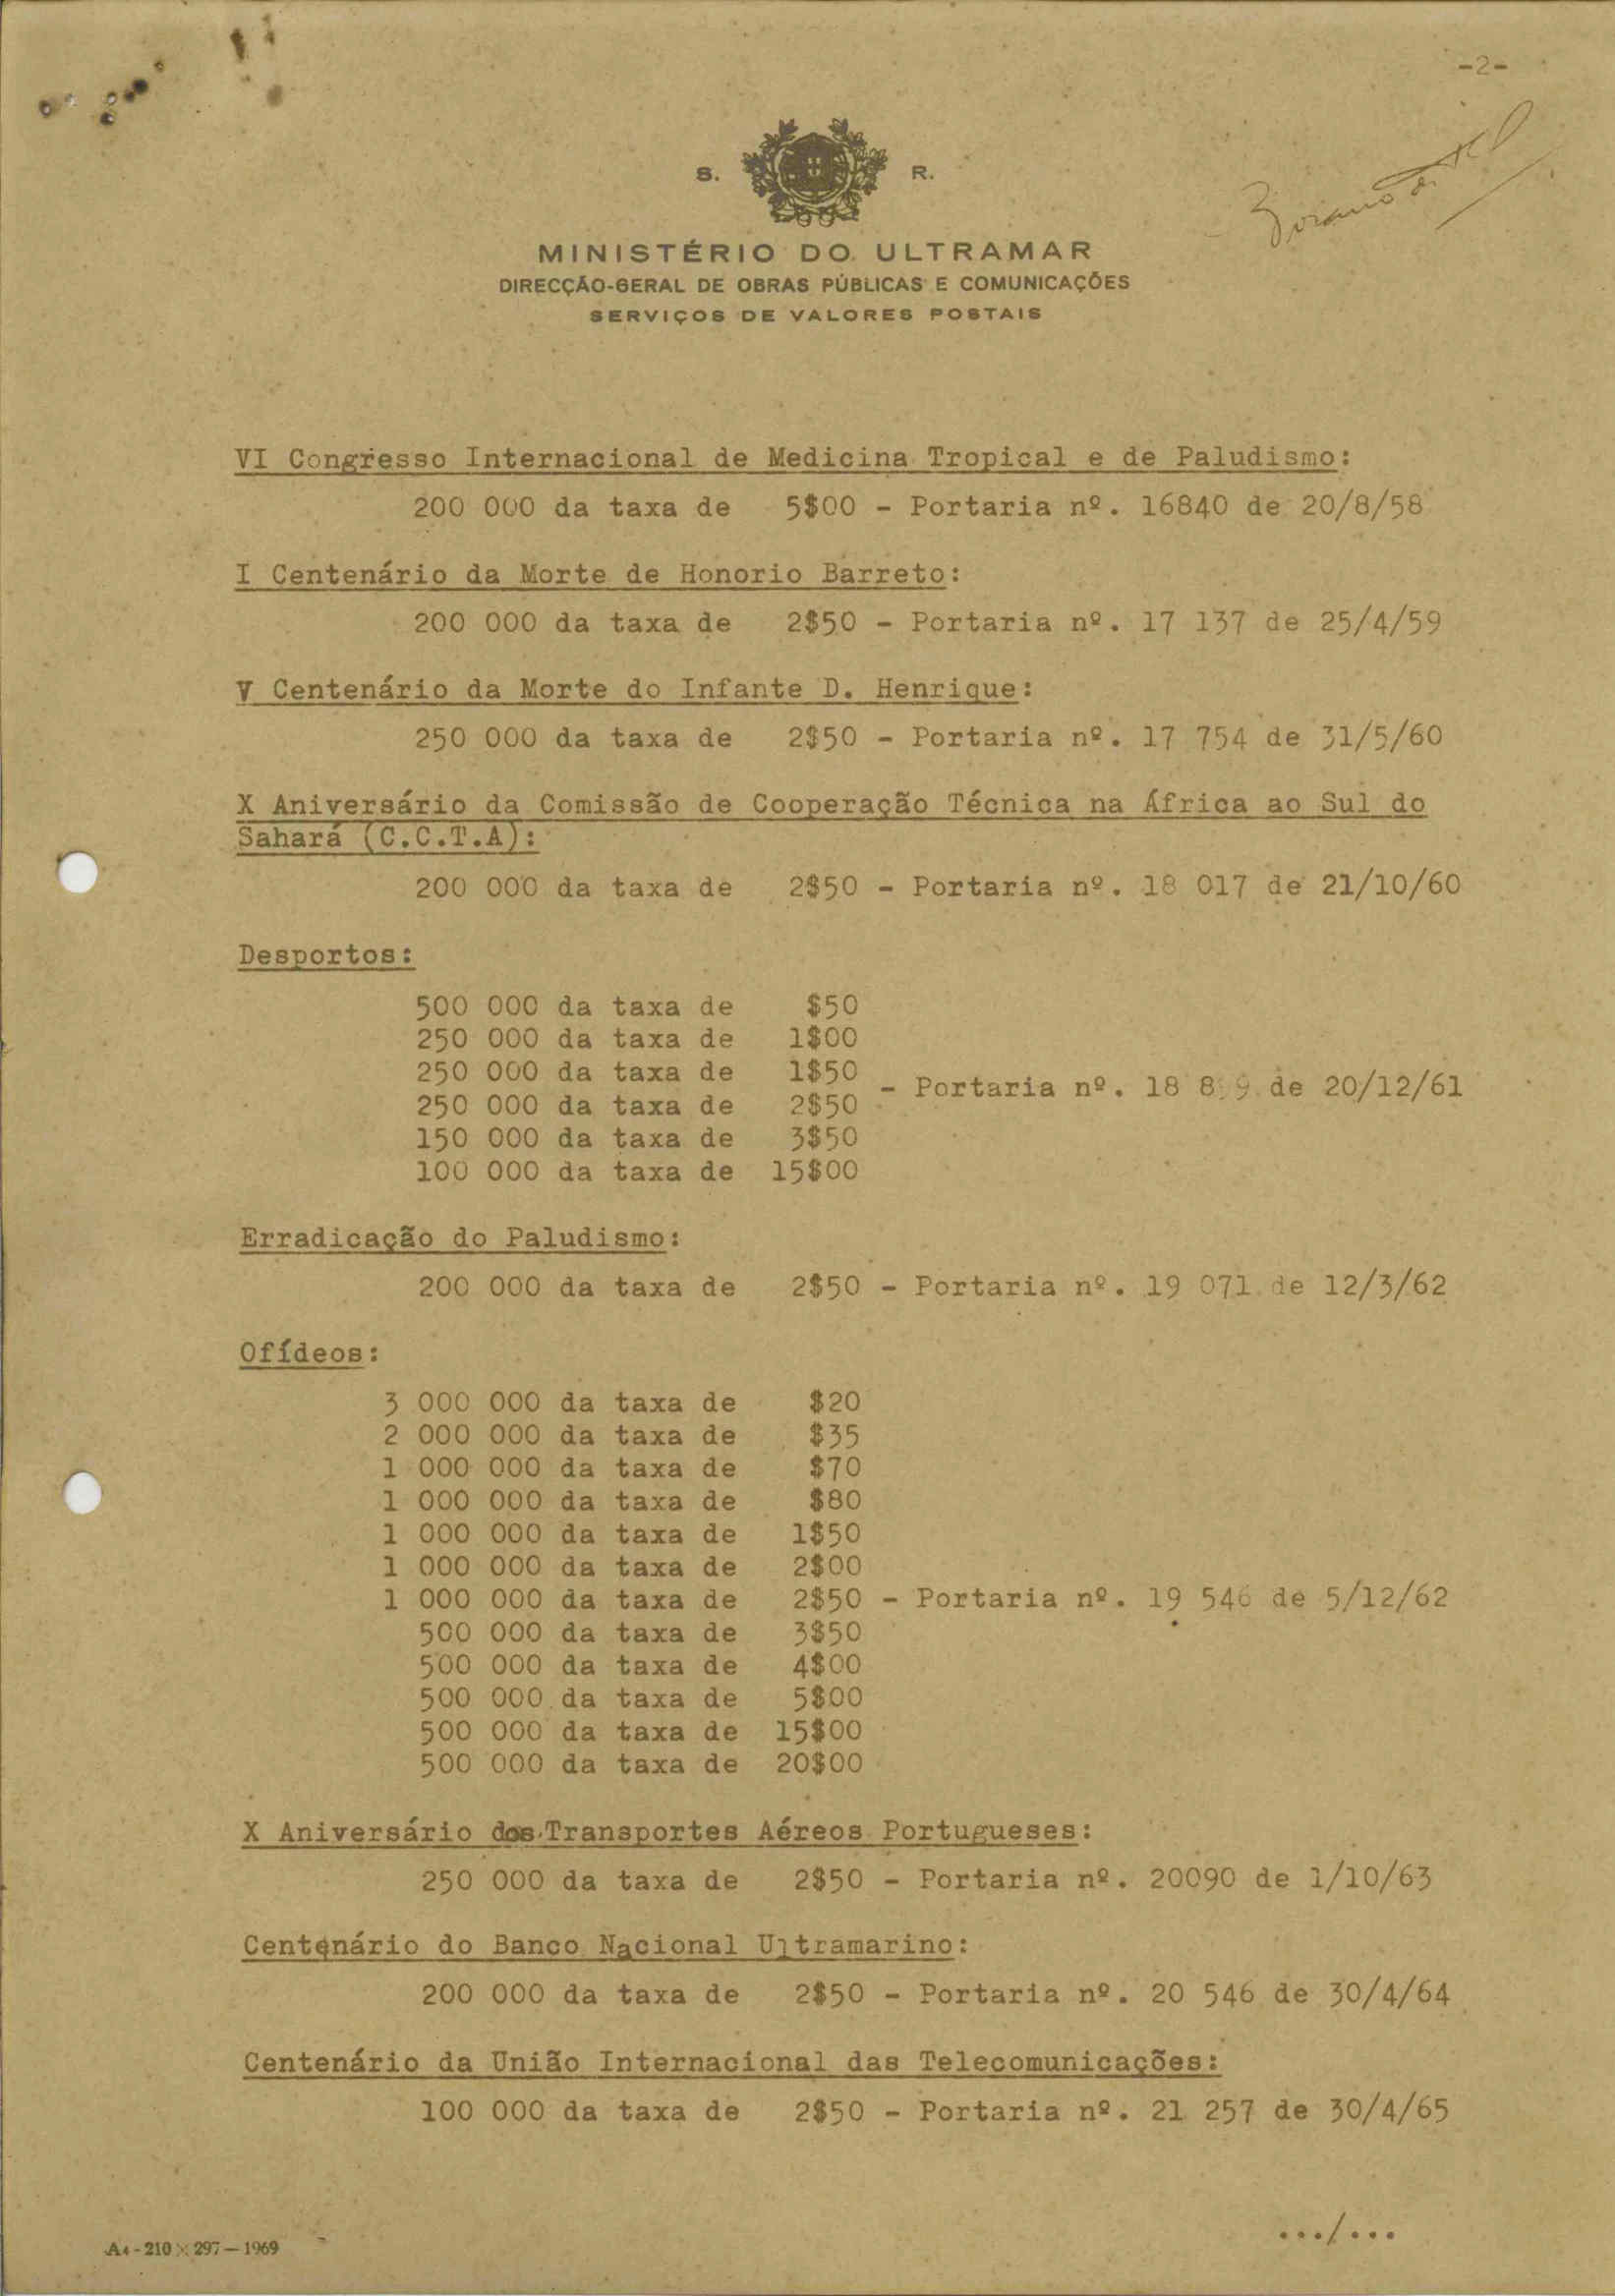 -2-
S. R.
MINISTÉRIO DO ULTRAMAR
DIRECÇÃO-GERAL DE OBRAS PÚBLICAS E COMUNICAÇÕES
SERVIÇOS DE VALORES POSTAIS
VI Congresso Internacional de Medicina Tropical e de Paludismo:
200 000 da taxa de 5$00 - Portaria nº. 16840 de 20/8/58
I Centenário da Morte de Honorio Barreto:
200 000 da taxa de 2$50 - Portaria nº. 17 137 de 25/4/59
V Centenário da Morte do Infante D. Henrique:
250 000 da taxa de 2$50 - Portaria nº. 17 754 de 31/5/60
X Aniversário da Comissão de Cooperação Técnica na África ao Sul do
Sahará (C.C.T.A):
200 000 da taxa de 2$50 - Portaria nº. 18 017 de 21/10/60
Desportos:
500 000 da taxa de $50
250 000 da taxa de 1$00
250 000 da taxa de 1$50
- Portaria nº. 18 de 20/12/61
250 000 da taxa de 2$50
150 000 da taxa de 3$50
100 000 da taxa de 15$00
Erradicação do Paludismo:
200 000 da taxa de 2$50 - Portaria nº. 19 071 de 12/3/62
Ofídeos:
3 000 000 da taxa de $20
2 000 000 da taxa de $35
1 000 000 da taxa de $70
1 000 000 da taxa de $80
1 000 000 da taxa de 1$50
1 000 000 da taxa de 2$00
1 000 000 da taxa de 2$50 - Portaria nº. 19 546 de 5/12/62
500 000 da taxa de 3$50
500 000 da taxa de 4$00
500 000 da taxa de 5$00
500 000 da taxa de 15$00
500 000 da taxa de 20$00
X Aniversário dos Transportes Aéreos Portugueses:
250 000 da taxa de 2$50 - Portaria nº. 20090 de 1/10/63
Centenário do Banco Nacional Ultramarino:
200 000 da taxa de 2$50 - Portaria nº. 20 546 de 30/4/64
Centenário da União Internacional das Telecomunicações:
100 000 da taxa de 2$50 - Portaria nº. 21 257 de 30/4/65
.../...
A4 - 210 × 297 — 1969